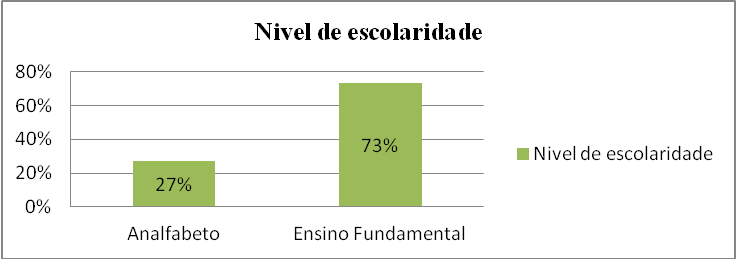 Nivel de escolaridade
80%
60%
40%
20%
0%
73%
27%
Analfabeto
Ensino Fundamental
Nivel de escolaridade